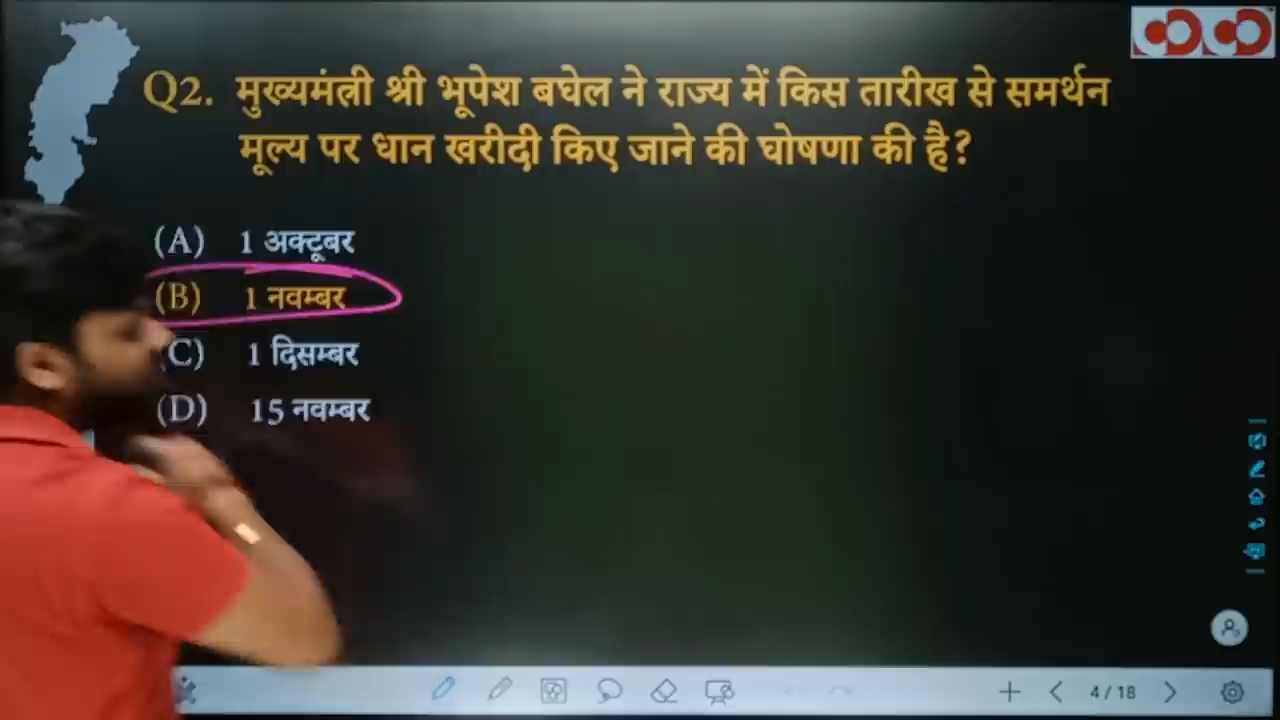 Q2. मुख्यमंत्री श्री भूपेश बघेल ने राज्य में किस तारीख से समर्थन
मूल्य पर धान खरीदी किए जाने की घोषणा की है?
(A) 1 अक्टूबर
(B) 1 नवम्बर
(C) 1 दिसम्बर
(D) 15 नवम्बर
4 / 18